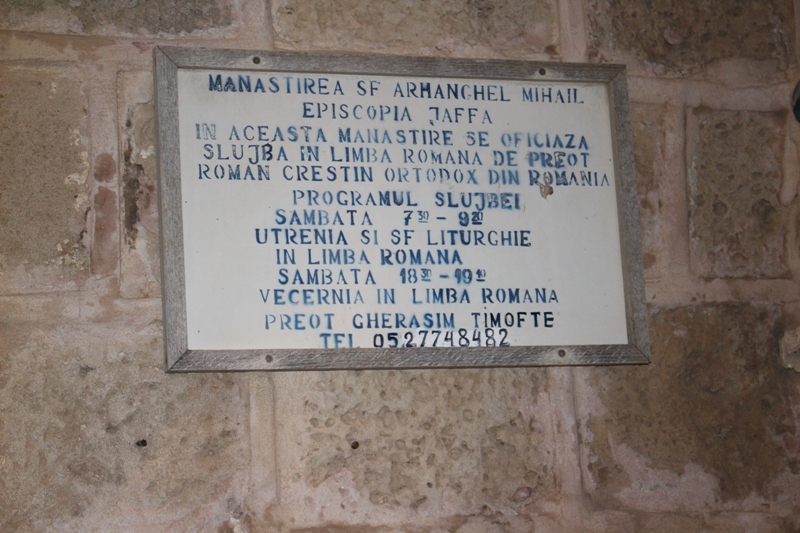 MANASTIREA SF ARHANGHEL MIHAIL
EPISCOPIA JAFFA
IN ACEASTA MANASTIRE SE OFICIAZA
SLUJBA IN LIMBA ROMANA DE PREOT
ROMAN CRESTIN ORTODOX DIN ROMANIA
PROGRAMUL SLUJBEI
SAMBATA 7 30 - 9 20
UTRENIA SI SF LITURGHIE
IN LIMBA ROMANA
SAMBATA 18 30 - 19 10
VECERNIA IN LIMBA ROMANA
PREOT GHERASIM TIMOFTE
TEL 0527748482